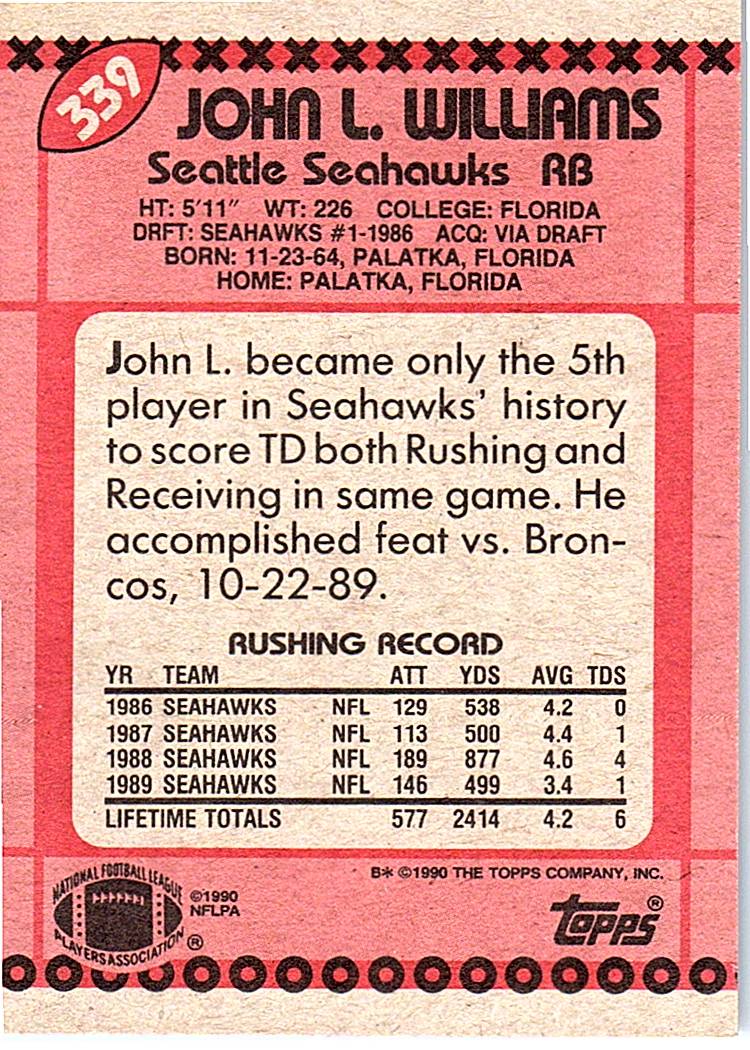 339
JOHN L. WILLIAMS
Seattle Seahawks RB
HT: 5'11" WT: 226 COLLEGE: FLORIDA
DRFT: SEAHAWKS #1-1986 ACQ: VIA DRAFT
BORN: 11-23-64, PALATKA, FLORIDA
HOME: PALATKA, FLORIDA
John L. became only the 5th
player in Seahawks' history
to score TD both Rushing and
Receiving in same game. He
accomplished feat vs. Bron-
cos, 10-22-89.
RUSHING RECORD
YR TEAM ATT YDS AVG TDS
1986 SEAHAWKS NFL 129 538 4.2 0
1987 SEAHAWKS NFL 113 500 4.4 1
1988 SEAHAWKS NFL 189 877 4.6 4
1989 SEAHAWKS NFL 146 499 3.4 1
LIFETIME TOTALS 577 2414 4.2 6
B* ©1990 THE TOPPS COMPANY, INC.
NATIONAL FOOTBALL LEAGUE
PLAYERS ASSOCIATION ®
©1990
NFLPA
topps ®